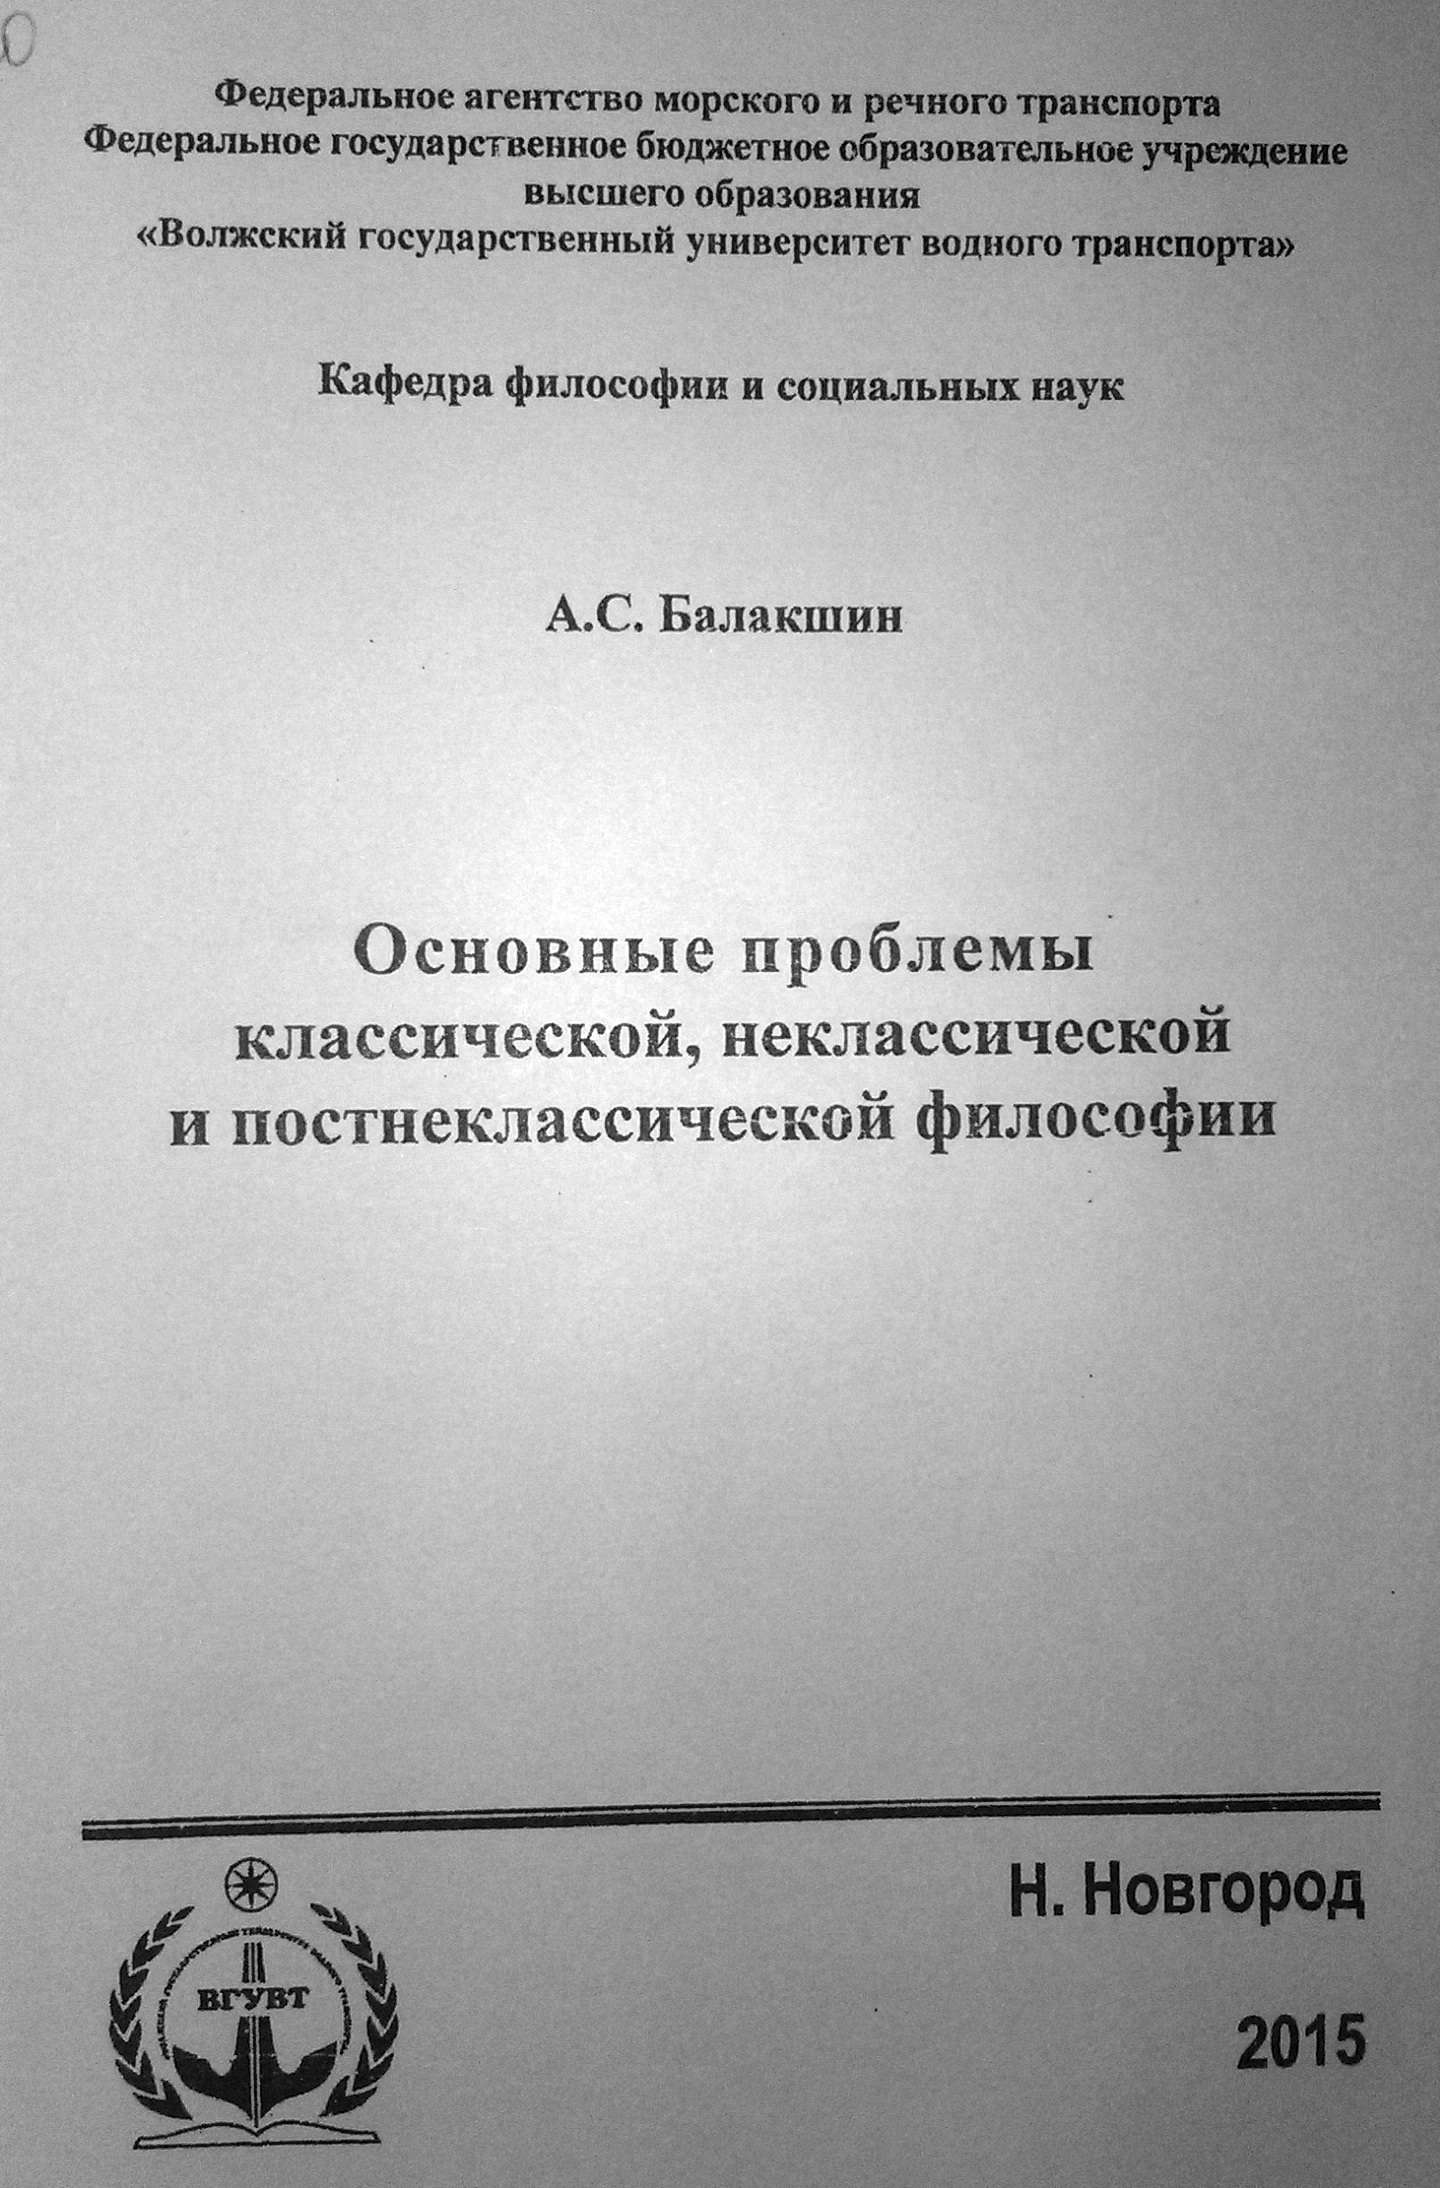 Федеральное агентство морского и речного транспорта
Федеральное государственное бюджетное образовательное учреждение
высшего образования
«Волжский государственный университет водного транспорта»
Кафедра философии и социальных наук
А.С. Балакшин
Основные проблемы
классической, неклассической
и постнеклассической философии
Н. Новгород
2015
ВГУВТ